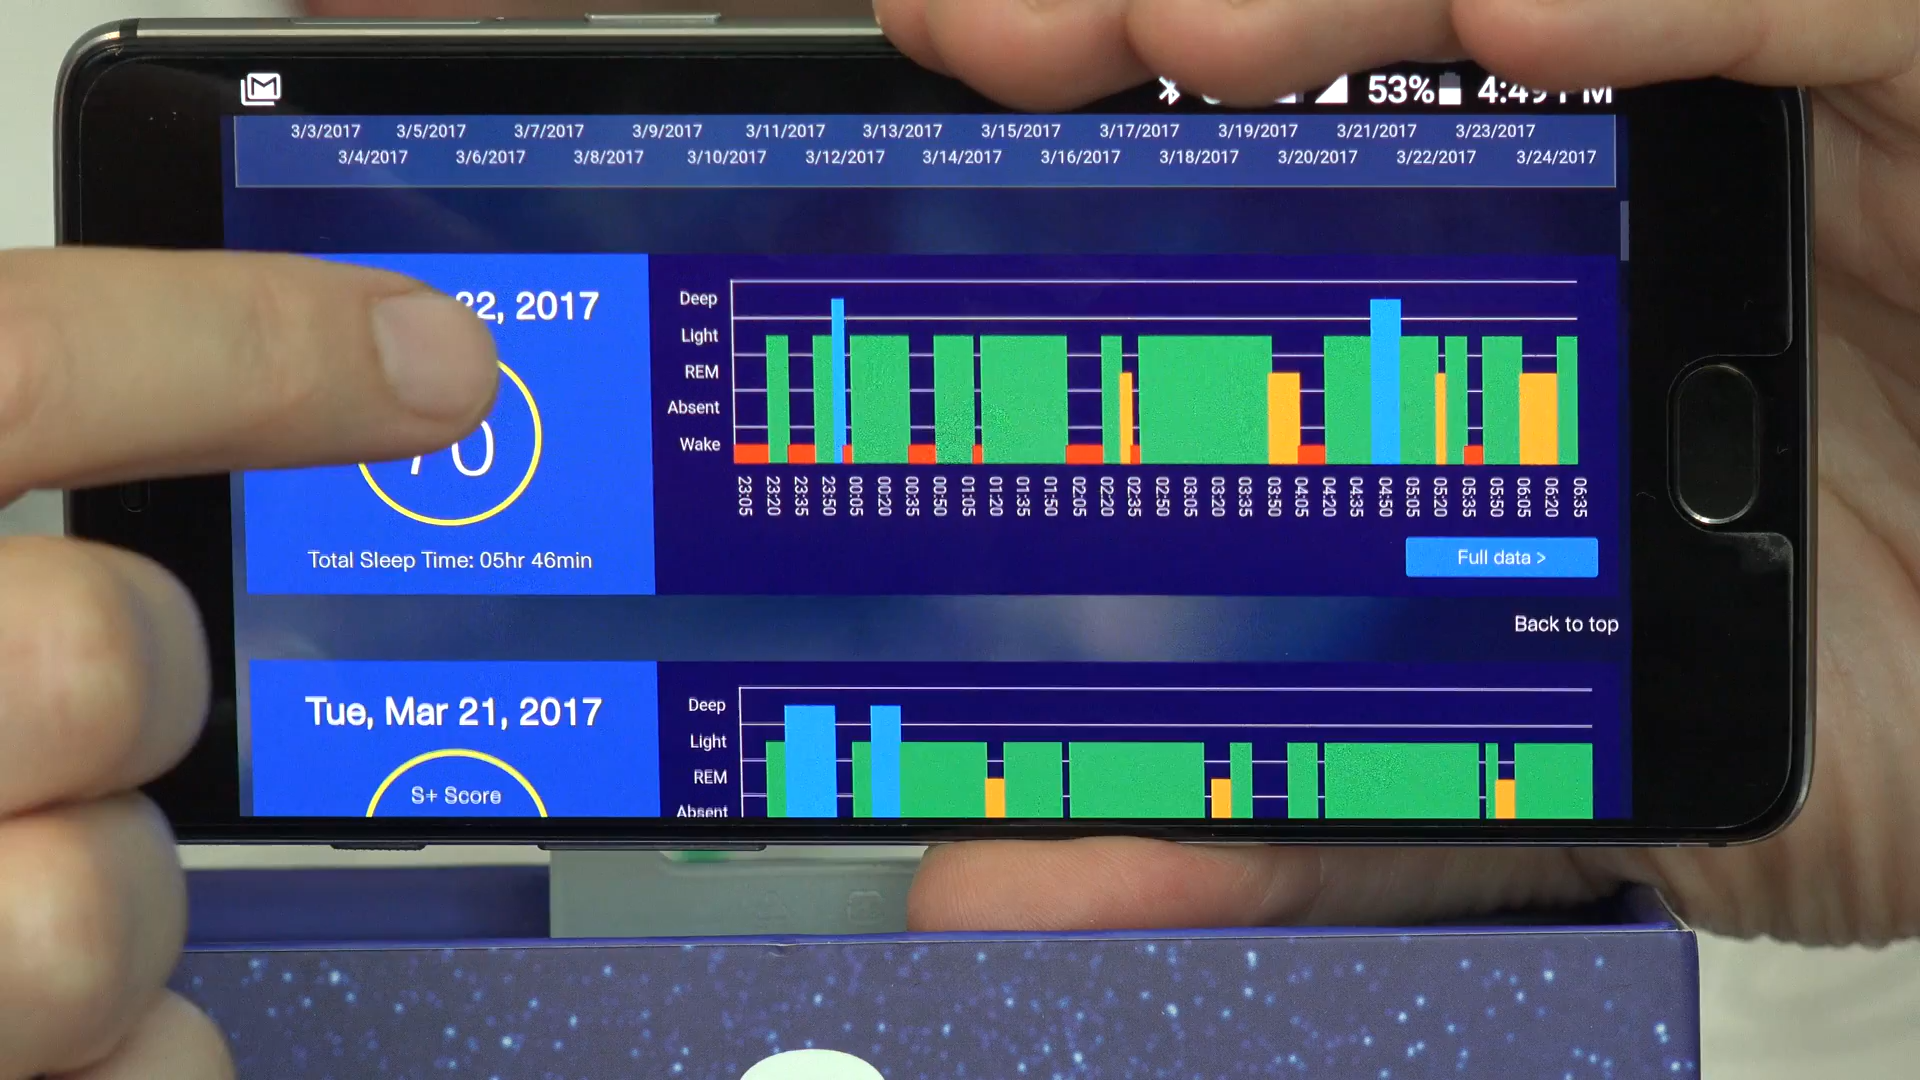 53% 4:49 PM
3/3/2017 3/5/2017 3/7/2017 3/9/2017 3/11/2017 3/13/2017 3/15/2017 3/17/2017 3/19/2017 3/21/2017 3/23/2017
3/4/2017 3/6/2017 3/8/2017 3/10/2017 3/12/2017 3/14/2017 3/16/2017 3/18/2017 3/20/2017 3/22/2017 3/24/2017
22, 2017
70
Total Sleep Time: 05hr 46min
Deep
Light
REM
Absent
Wake
23:05 23:20 23:35 23:50 00:05 00:20 00:35 00:50 01:05 01:20 01:35 01:50 02:05 02:20 02:35 02:50 03:05 03:20 03:35 03:50 04:05 04:20 04:35 04:50 05:05 05:20 05:35 05:50 06:05 06:20 06:35
Full data >
Back to top
Tue, Mar 21, 2017
S+ Score
Deep
Light
REM
Absent